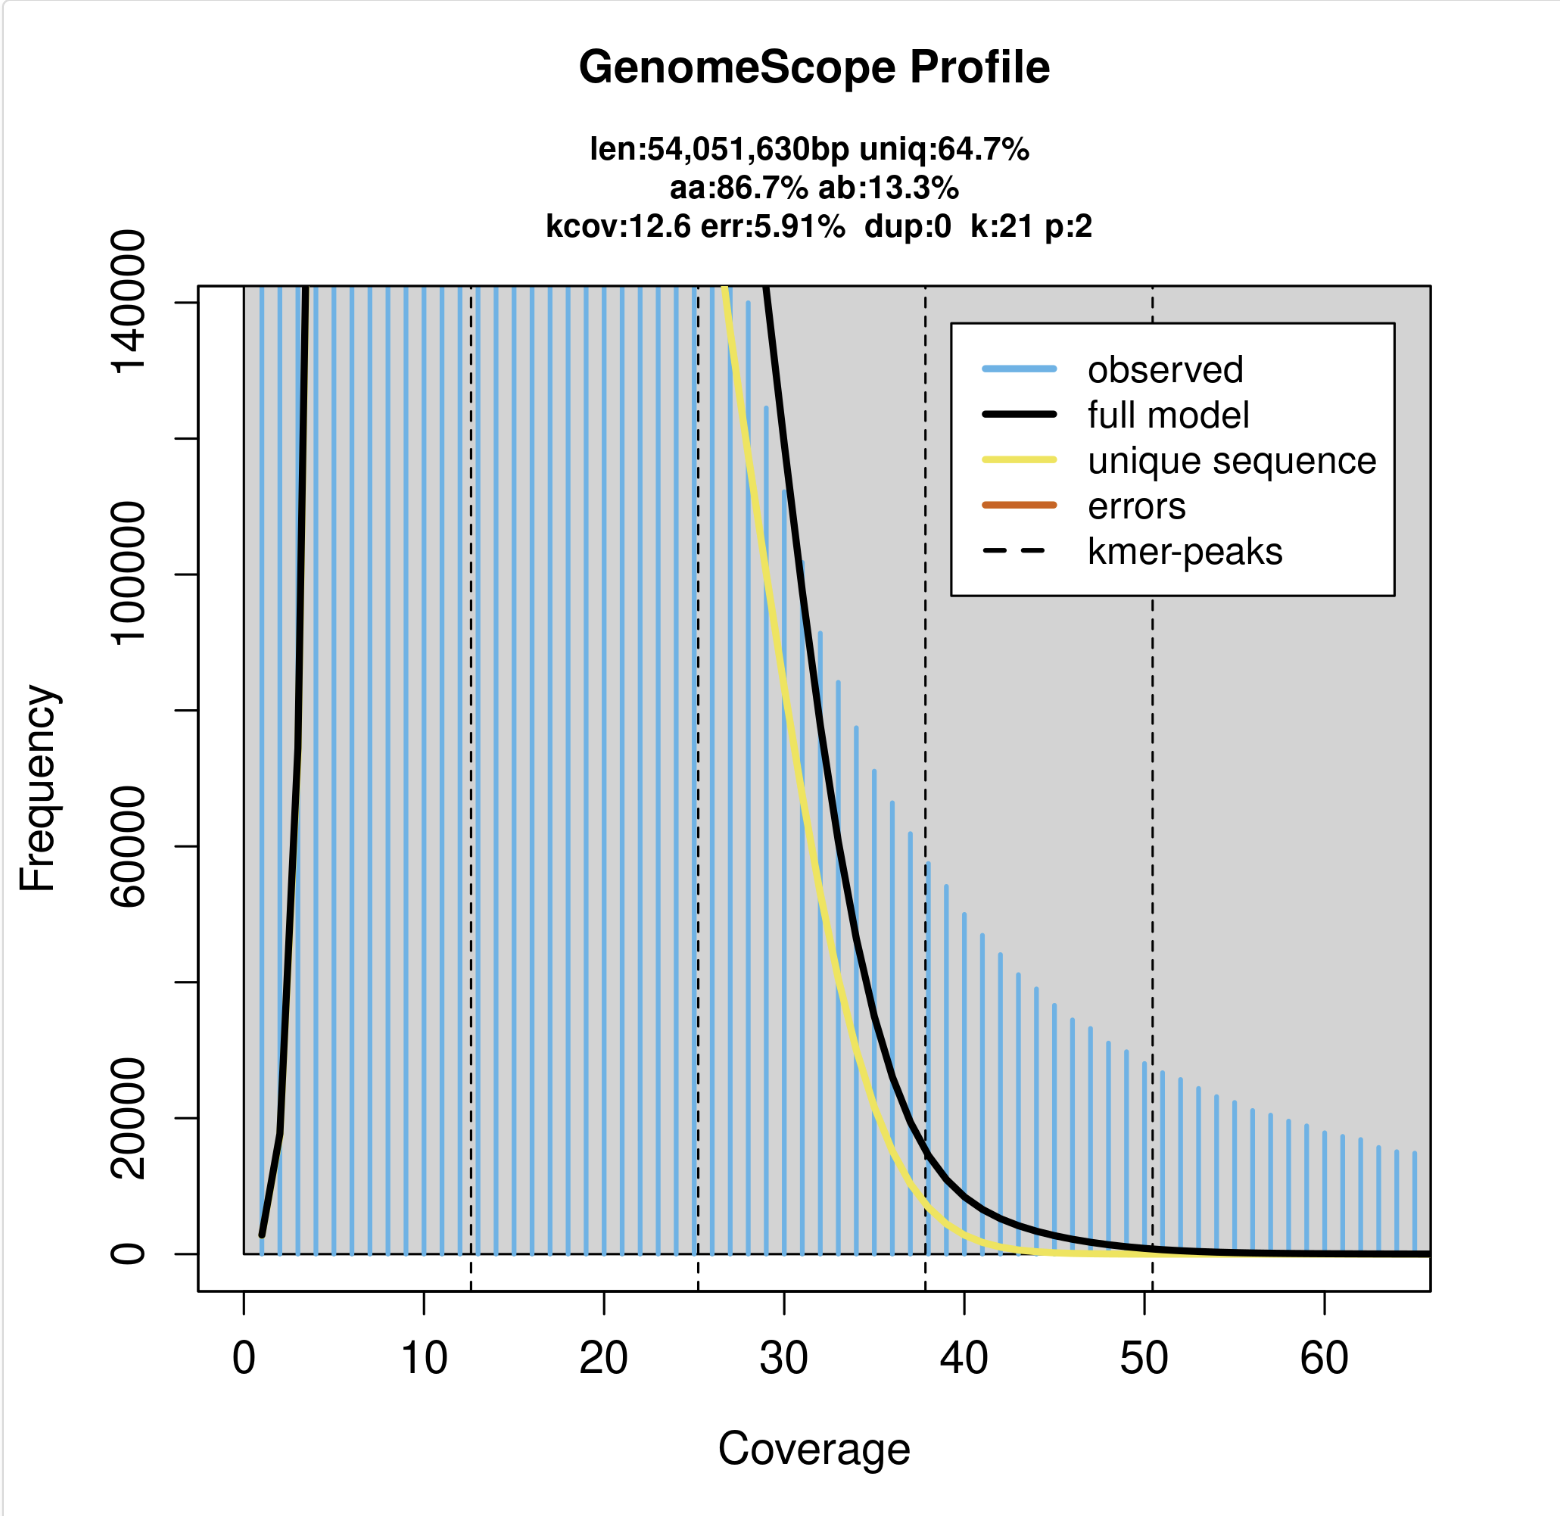 GenomeScope Profile
len:54,051,630bp uniq:64.7%
aa:86.7% ab:13.3%
kcov:12.6 err:5.91%  dup:0  k:21 p:2
140000
100000
60000
20000
0
Frequency
observed
full model
unique sequence
errors
kmer-peaks
0 10 20 30 40 50 60
Coverage